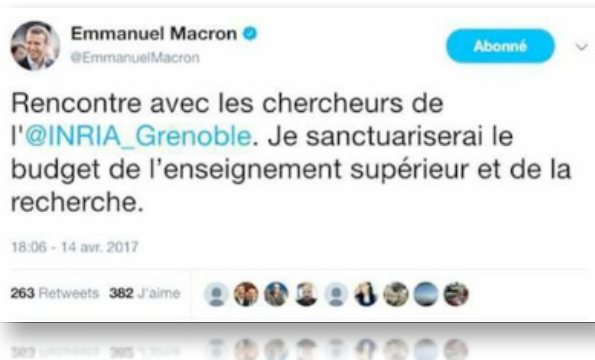 Emmanuel Macron
@EmmanuelMacron
Abonné
Rencontre avec les chercheurs de
l'@INRIA_Grenoble. Je sanctuariserai le
budget de l’enseignement supérieur et de la
recherche.
18:06 - 14 avr. 2017
263 Retweets 382 J'aime